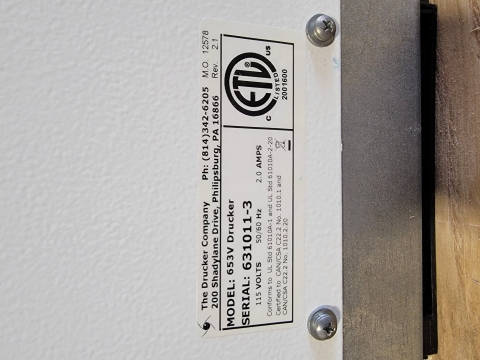 The Drucker Company Ph: (814)342-6205 M.O. 12578
200 Shadylane Drive, Philipsburg, PA 16866 Rev. 2.1
MODEL: 653V Drucker
SERIAL: 631011-3
115 VOLTS 50/60 Hz 2.0 AMPS
Conforms to UL Std 61010A-1 and UL Std 61010A-2-20
Certified to CAN/CSA C22.2 No. 1010.1 and
CAN/CSA C22.2 No. 1010.2.20
ETL
C LISTED US
2001600